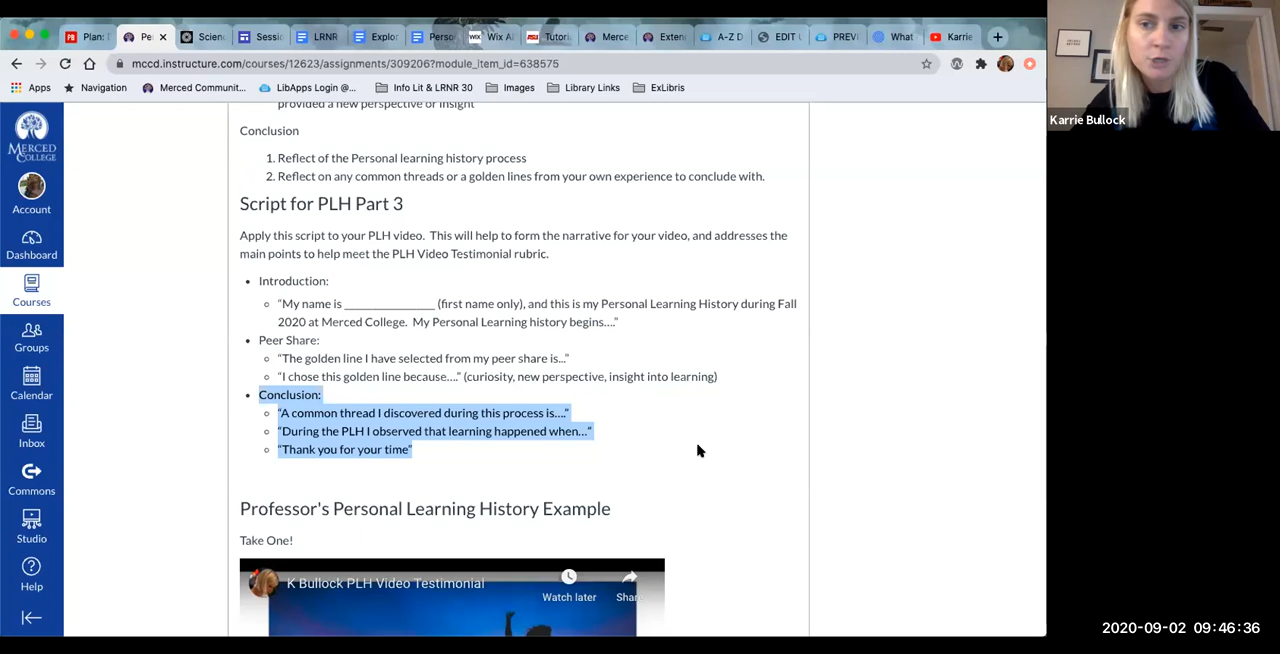 Plan: 
Pe
Scien
Sessi
LRNR
Explor
Perso
WIX
Wix Al
ASU
Tutori
Merce
Exten
A-Z D
EDIT L
PREVI
What
Karrie
mccd.instructure.com/courses/12623/assignments/309206?module_item_id=638575
Apps
Navigation
Merced Communit...
LibApps Login @...
Info Lit & LRNR 30
Images
Library Links
ExLibris
Karrie Bullock
MERCED
COLLEGE
Account
Dashboard
Courses
Groups
Calendar
Inbox
Commons
Studio
Help
provided a new perspective or insight
Conclusion
1. Reflect of the Personal learning history process
2. Reflect on any common threads or a golden lines from your own experience to conclude with.
Script for PLH Part 3
Apply this script to your PLH video. This will help to form the narrative for your video, and addresses the
main points to help meet the PLH Video Testimonial rubric.
Introduction:
“My name is ________________ (first name only), and this is my Personal Learning History during Fall
2020 at Merced College. My Personal Learning history begins....”
Peer Share:
“The golden line I have selected from my peer share is...”
“I chose this golden line because....” (curiosity, new perspective, insight into learning)
Conclusion:
“A common thread I discovered during this process is....”
“During the PLH I observed that learning happened when...”
“Thank you for your time”
Professor's Personal Learning History Example
Take One!
K Bullock PLH Video Testimonial
Watch later
Share
2020-09-02 09:46:36